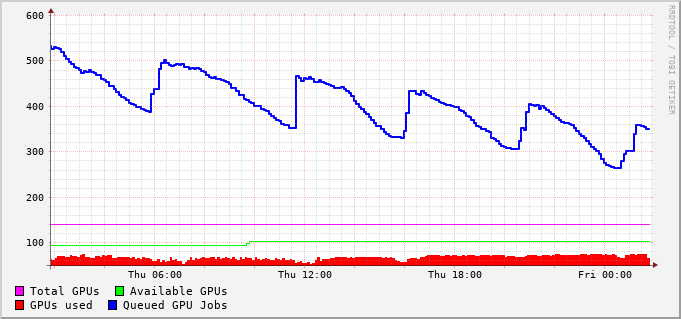 600
500
400
300
200
100
Thu 06:00 Thu 12:00 Thu 18:00 Fri 00:00
Total GPUs Available GPUs
GPUs used Queued GPU Jobs
RRDTOOL / TOBI OETIKER